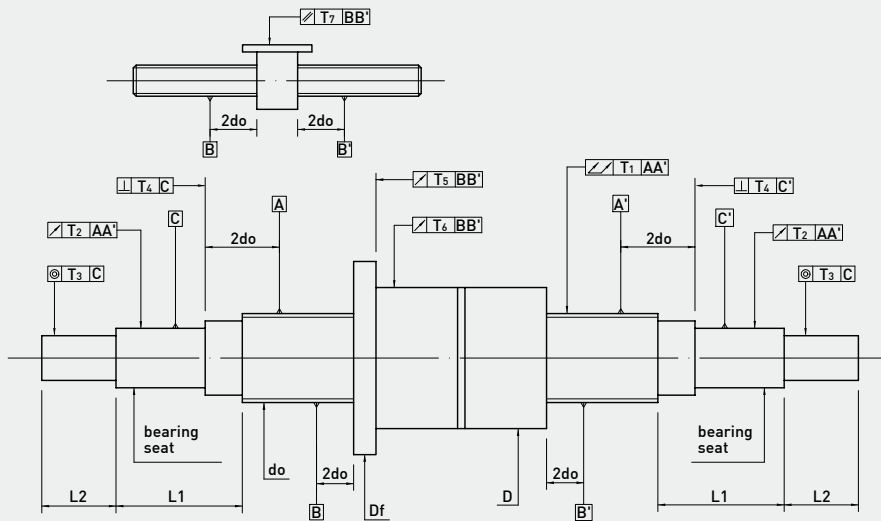 ⫽ T7 BB'
2do 2do
B B'
⊥ T4 C
↗ T5 BB'
⌰ T1 AA'
⊥ T4 C'
↗ T2 AA'
C
A
↗ T6 BB'
A'
C'
↗ T2 AA'
◎ T3 C
2do
2do
◎ T3 C
bearing
seat
do
2do
Df
D
2do
bearing
seat
L2 L1
B
B'
L1 L2